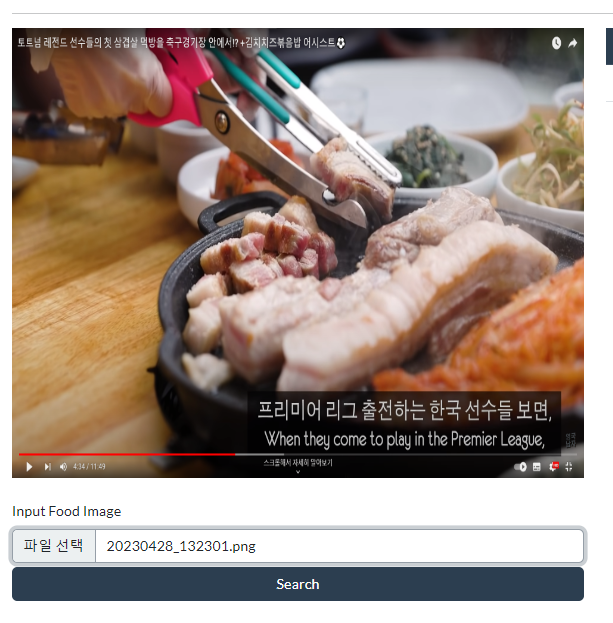 토트넘 레전드 선수들의 첫 삼겹살 먹방을 축구경기장 안에서!? +김치치즈볶음밥 어시스트⚽
프리미어 리그 출전하는 한국 선수들 보면,
When they come to play in the Premier League,
4:34 / 11:49
스크롤해서 자세히 알아보기
Input Food Image
파일 선택 20230428_132301.png
Search